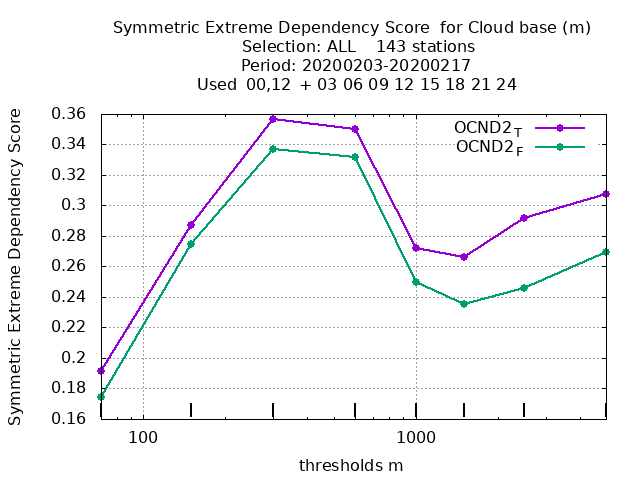 Symmetric Extreme Dependency Score  for Cloud base (m)
Selection: ALL    143 stations
Period: 20200203-20200217
Used  00,12  + 03 06 09 12 15 18 21 24
Symmetric Extreme Dependency Score
0.36
0.34
0.32
0.3
0.28
0.26
0.24
0.22
0.2
0.18
0.16
OCND2T
OCND2F
100
1000
thresholds m